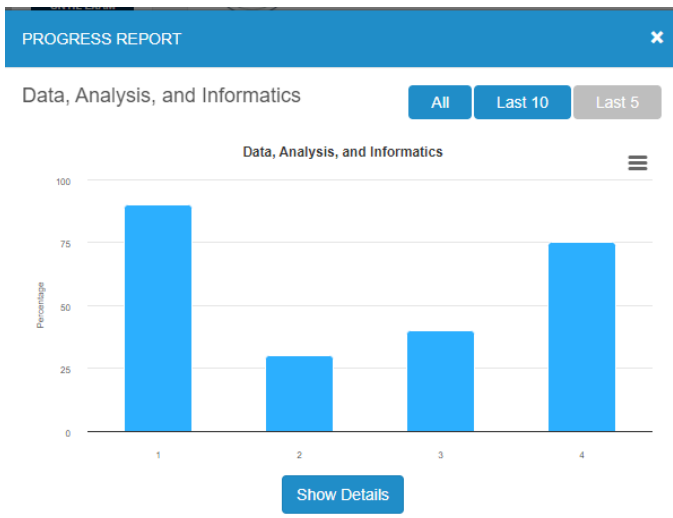 PROGRESS REPORT
Data, Analysis, and Informatics
All Last 10 Last 5
Data, Analysis, and Informatics
100
75
50
25
0
Percentage
1 2 3 4
Show Details